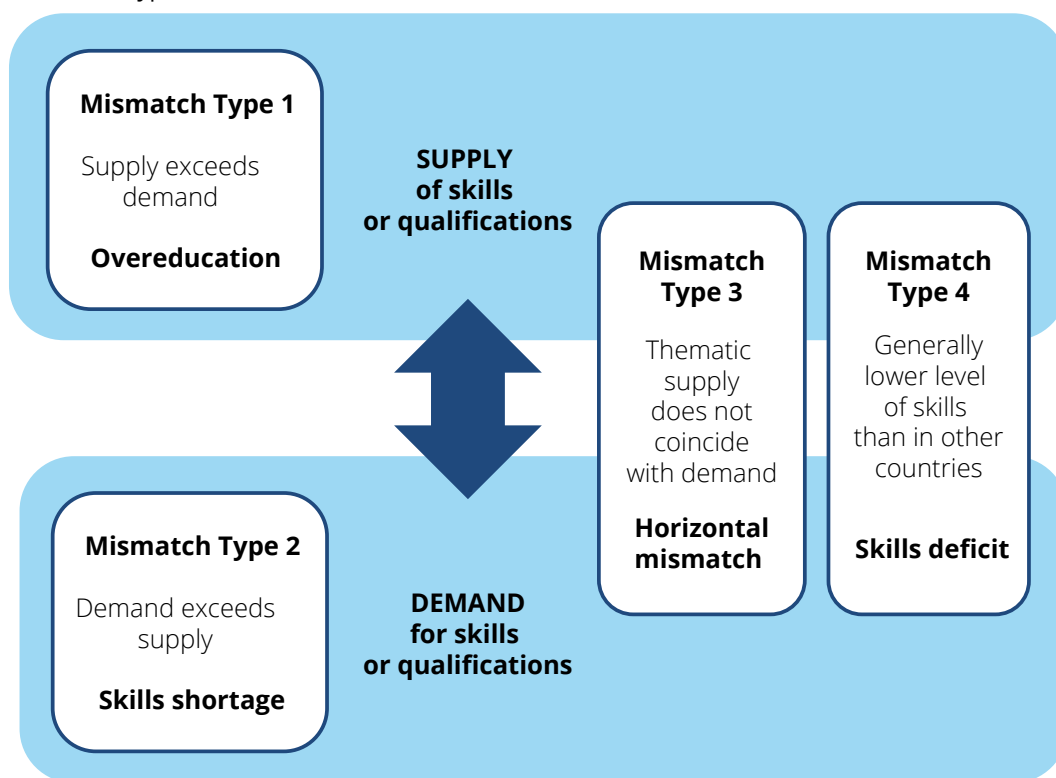 Mismatch Type 1
Supply exceeds
demand
Overeducation
SUPPLY
of skills
or qualifications
Mismatch
Type 3
Thematic
supply
does not
coincide
with demand
Horizontal
mismatch
Mismatch
Type 4
Generally
lower level
of skills
than in other
countries
Skills deficit
Mismatch Type 2
Demand exceeds
supply
Skills shortage
DEMAND
for skills
or qualifications